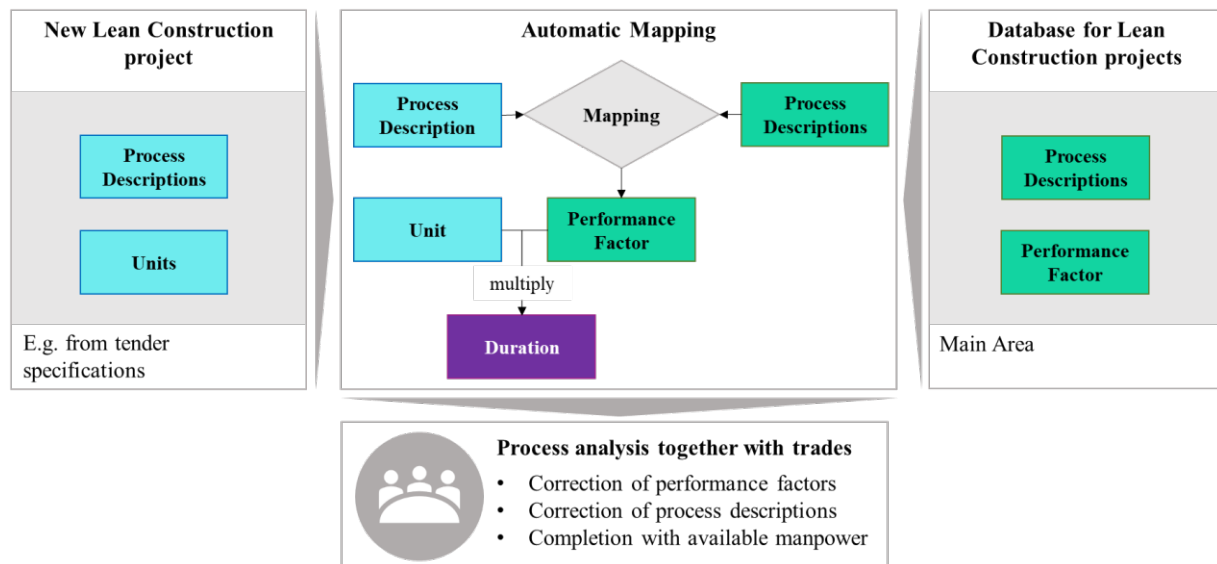 New Lean Construction
project
Process
Descriptions
Units
E.g. from tender
specifications
Automatic Mapping
Process
Description
Mapping
Process
Descriptions
Unit
Performance
Factor
multiply
Duration
Database for Lean
Construction projects
Process
Descriptions
Performance
Factor
Main Area
Process analysis together with trades
• Correction of performance factors
• Correction of process descriptions
• Completion with available manpower